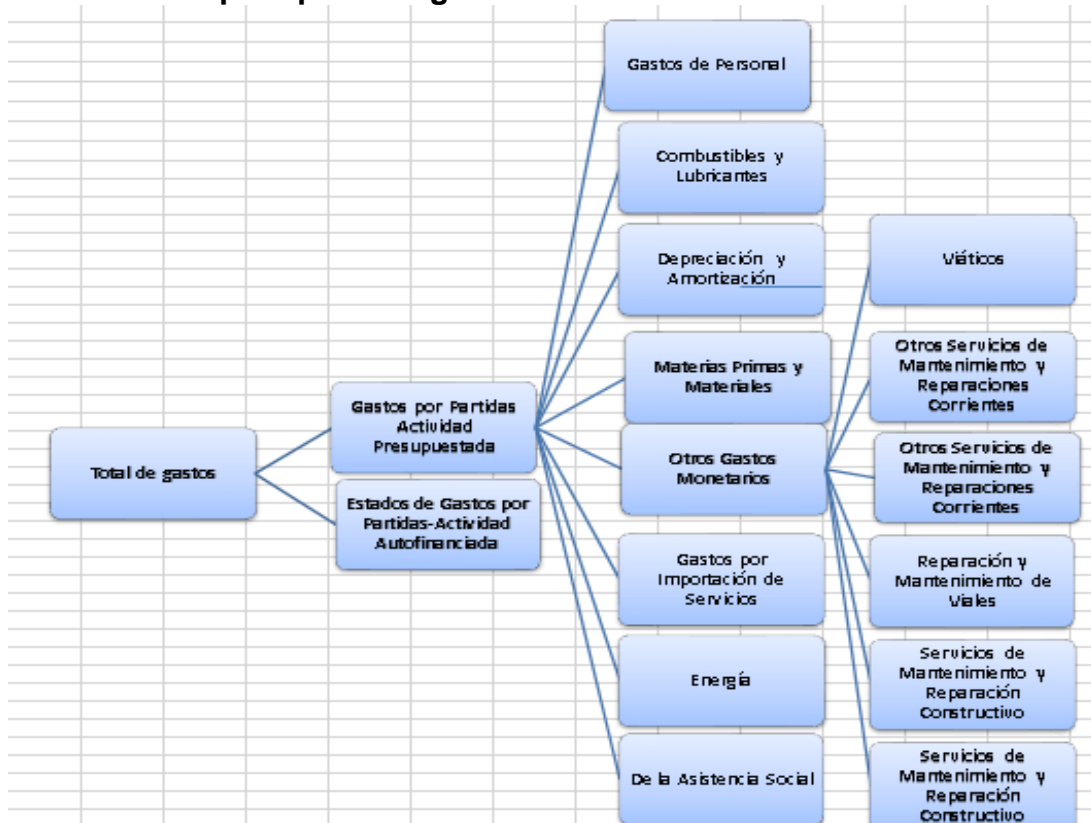 Gastos de Personal
Combustibles y
Lubricantes
Depreciación y
Amortización
Viáticos
Materias Primas y
Materiales
Otros Servicios de
Mantenimiento y
Reparaciones
Corrientes
Gastos por Partidas
Actividad
Presupuestada
Total de gastos
Otros Gastos
Monetarios
Otros Servicios de
Mantenimiento y
Reparaciones
Corrientes
Estados de Gastos por
Partidas-Actividad
Autofinanciada
Gastos por
Importación de
Servicios
Reparación y
Mantenimiento de
Viales
Energía
Servicios de
Mantenimiento y
Reparación
Constructivo
De la Asistencia Social
Servicios de
Mantenimiento y
Reparación
Constructivo